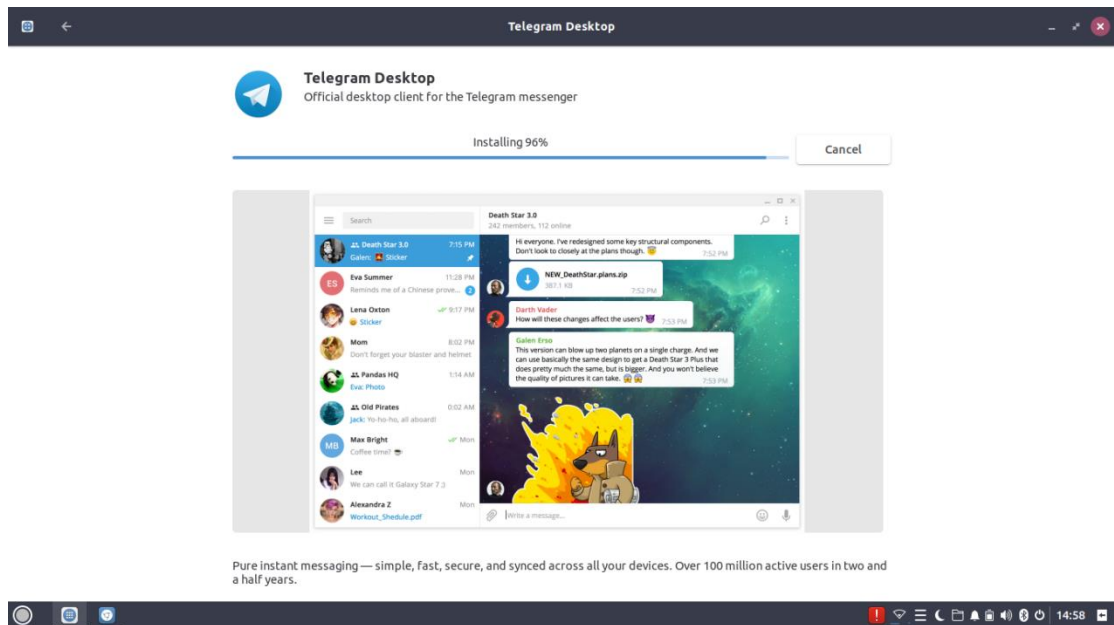 Telegram Desktop
Telegram Desktop
Official desktop client for the Telegram messenger
Installing 96%
Cancel
Search
Death Star 3.0
242 members, 112 online
Death Star 3.0 7:15 PM
Galen: Sticker
Eva Summer 11:28 PM
Reminds me of a Chinese prove... 2
Lena Oxton 9:17 PM
Sticker
Mom 8:02 PM
Don't forget your blaster and helmet
Pandas HQ 1:14 AM
Eva: Photo
Old Pirates 0:02 AM
Jack: Yo-ho-ho, all aboard!
Max Bright Mon
Coffee time?
Lee Mon
We can call it Galaxy Star 7 ;)
Alexandra Z Mon
Workout_Shedule.pdf
ES
MB
Hi everyone. I've redesigned some key structural components.
Don't look to closely at the plans though. 7:52 PM
NEW_DeathStar.plans.zip
387.1 KB 7:52 PM
Darth Vader
How will these changes affect the users? 7:53 PM
Galen Erso
This version can blow up two planets on a single charge. And we
can use basically the same design to get a Death Star 3 Plus that
does pretty much the same, but is bigger. And you won't believe
the quality of pictures it can take. 7:53 PM
Write a message...
Pure instant messaging — simple, fast, secure, and synced across all your devices. Over 100 million active users in two and
a half years.
14:58